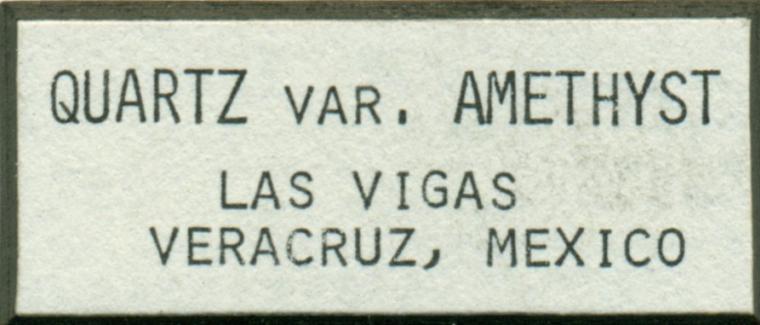 QUARTZ VAR. AMETHYST
LAS VIGAS
VERACRUZ, MEXICO